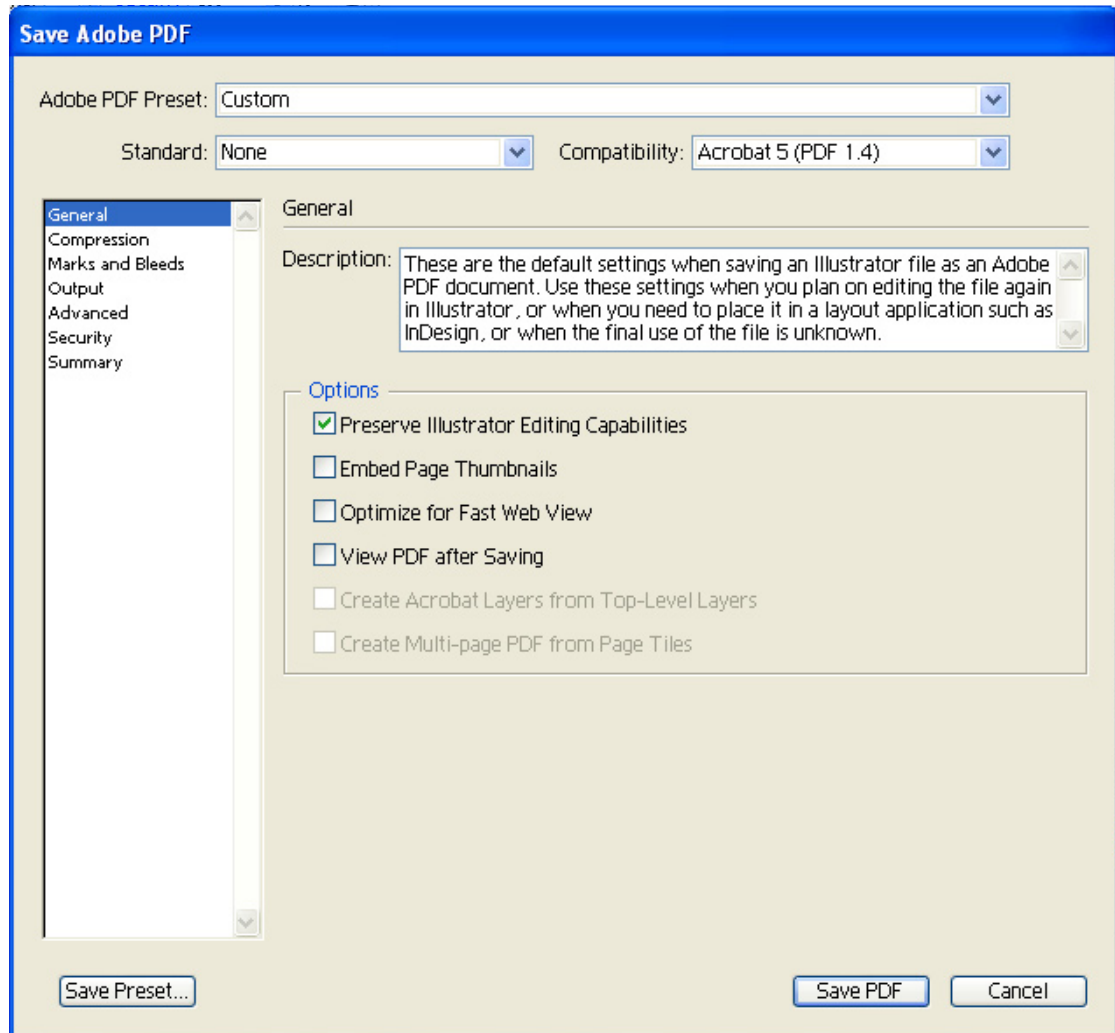 Save Adobe PDF
Adobe PDF Preset: Custom
Standard: None Compatibility: Acrobat 5 (PDF 1.4)
General
Compression
Marks and Bleeds
Output
Advanced
Security
Summary
General
Description: These are the default settings when saving an Illustrator file as an Adobe
PDF document. Use these settings when you plan on editing the file again
in Illustrator, or when you need to place it in a layout application such as
InDesign, or when the final use of the file is unknown.
Options
Preserve Illustrator Editing Capabilities
Embed Page Thumbnails
Optimize for Fast Web View
View PDF after Saving
Create Acrobat Layers from Top-Level Layers
Create Multi-page PDF from Page Tiles
Save Preset... Save PDF Cancel